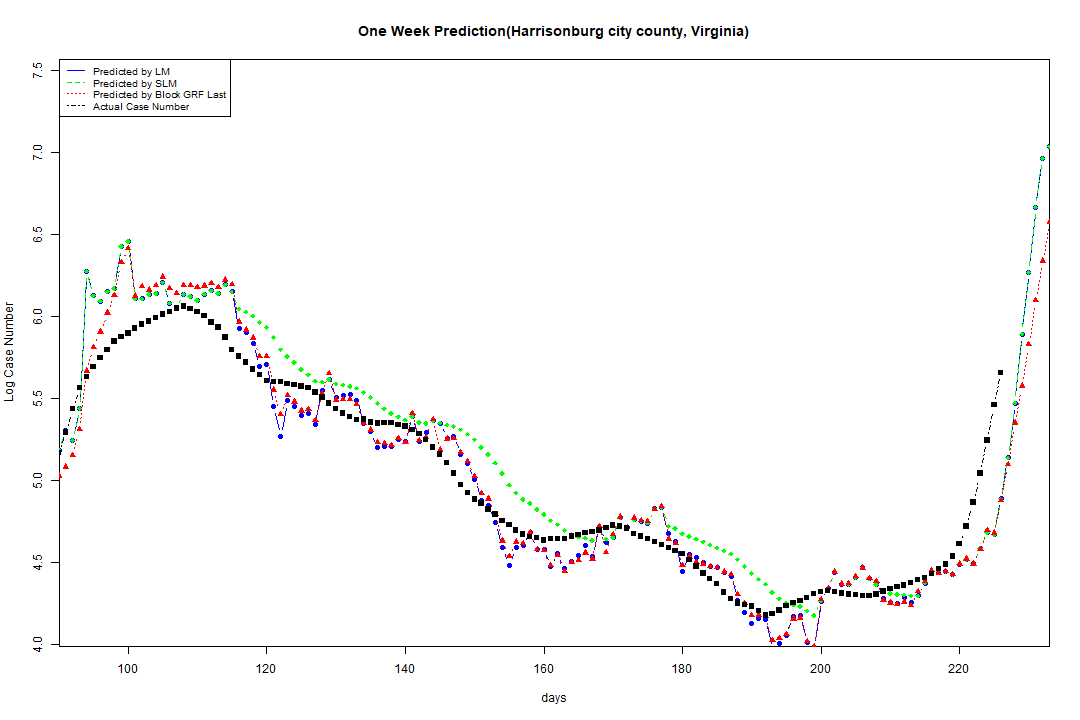 One Week Prediction(Harrisonburg city county, Virginia)
Predicted by LM
Predicted by SLM
Predicted by Block GRF Last
Actual Case Number
7.5
7.0
6.5
6.0
5.5
5.0
4.5
4.0
Log Case Number
100 120 140 160 180 200 220
days